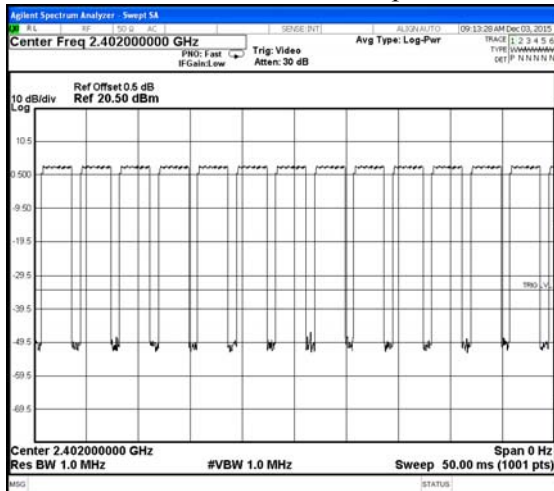 Agilent Spectrum Analyzer - Swept SA
RL RF 50 Ω AC SENSE:INT ALIGN AUTO 09:13:28 AM Dec 03, 2015
Center Freq 2.402000000 GHz
PNO: Fast
IFGain:Low
Trig: Video
Atten: 30 dB
Avg Type: Log-Pwr
TRACE 1 2 3 4 5 6
TYPE
DET P N N N N N
Ref Offset 0.5 dB
10 dB/div Ref 20.50 dBm
Log
10.5
0.500
-9.50
-19.5
-29.5
TRIG LVL
-39.5
-49.5
-59.5
-69.5
Center 2.402000000 GHz Span 0 Hz
Res BW 1.0 MHz #VBW 1.0 MHz Sweep 50.00 ms (1001 pts)
MSG STATUS